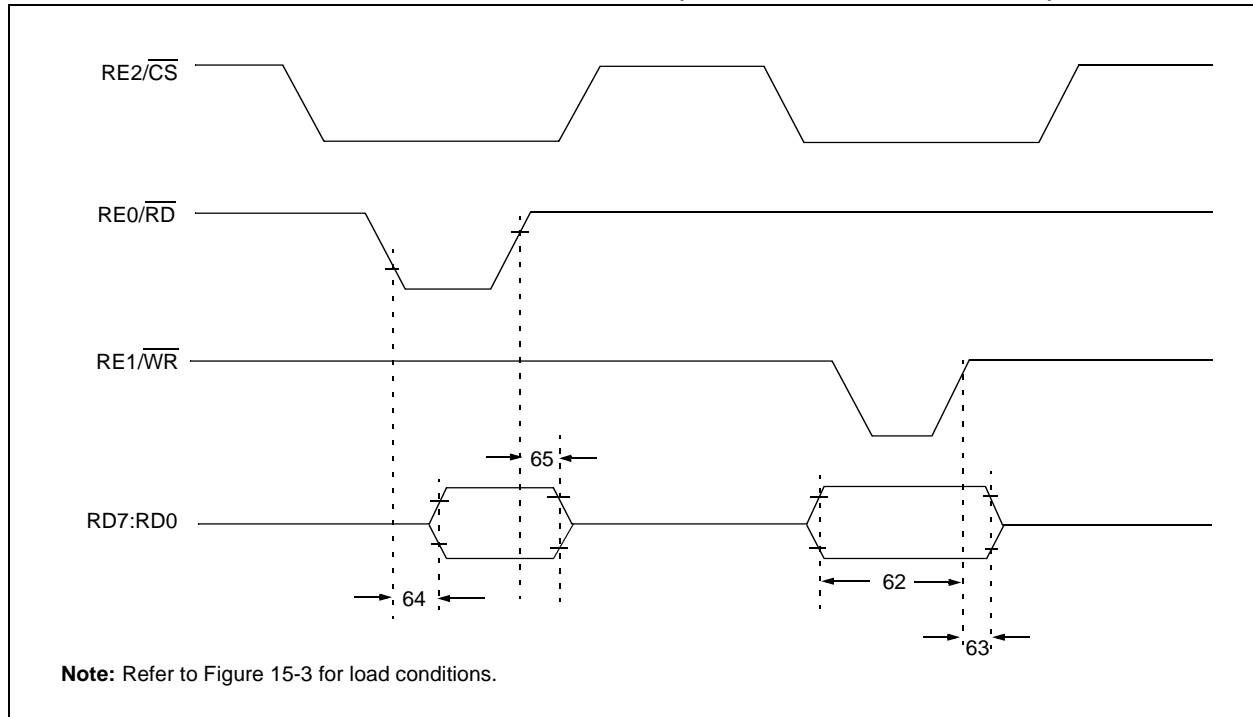 RE2/CS
RE0/RD
RE1/WR
65
RD7:RD0
64
62
63
Note: Refer to Figure 15-3 for load conditions.